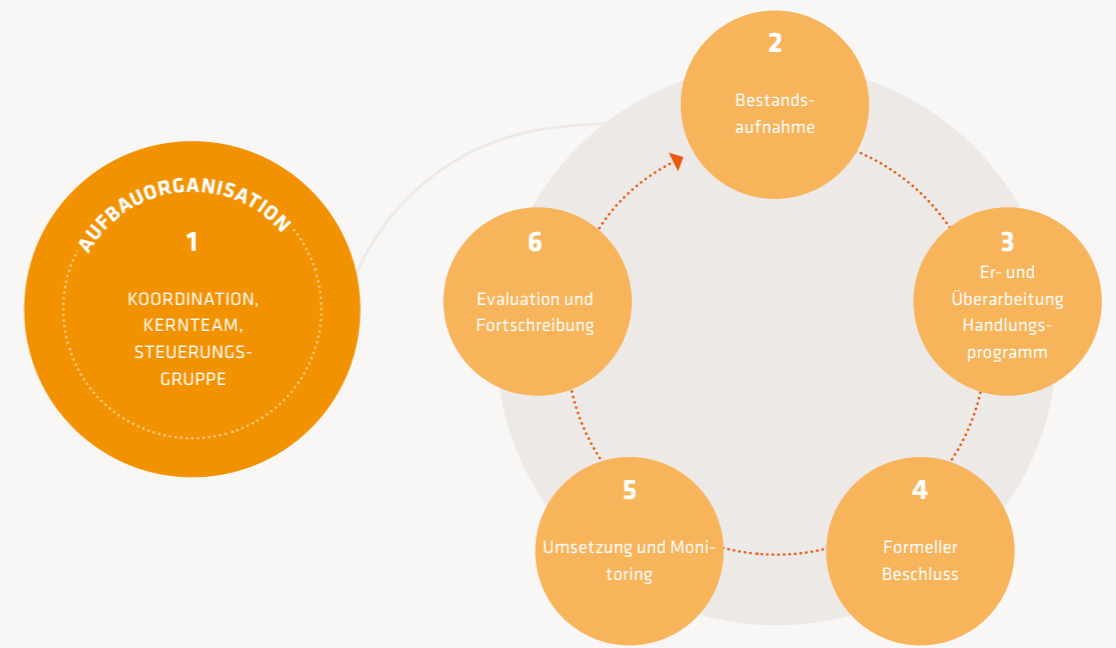 AUFBAUORGANISATION
1
KOORDINATION,
KERNTEAM,
STEUERUNGS-
GRUPPE
2
Bestands-
aufnahme
3
Er- und
Überarbeitung
Handlungs-
programm
4
Formeller
Beschluss
5
Umsetzung und Moni-
toring
6
Evaluation und
Fortschreibung